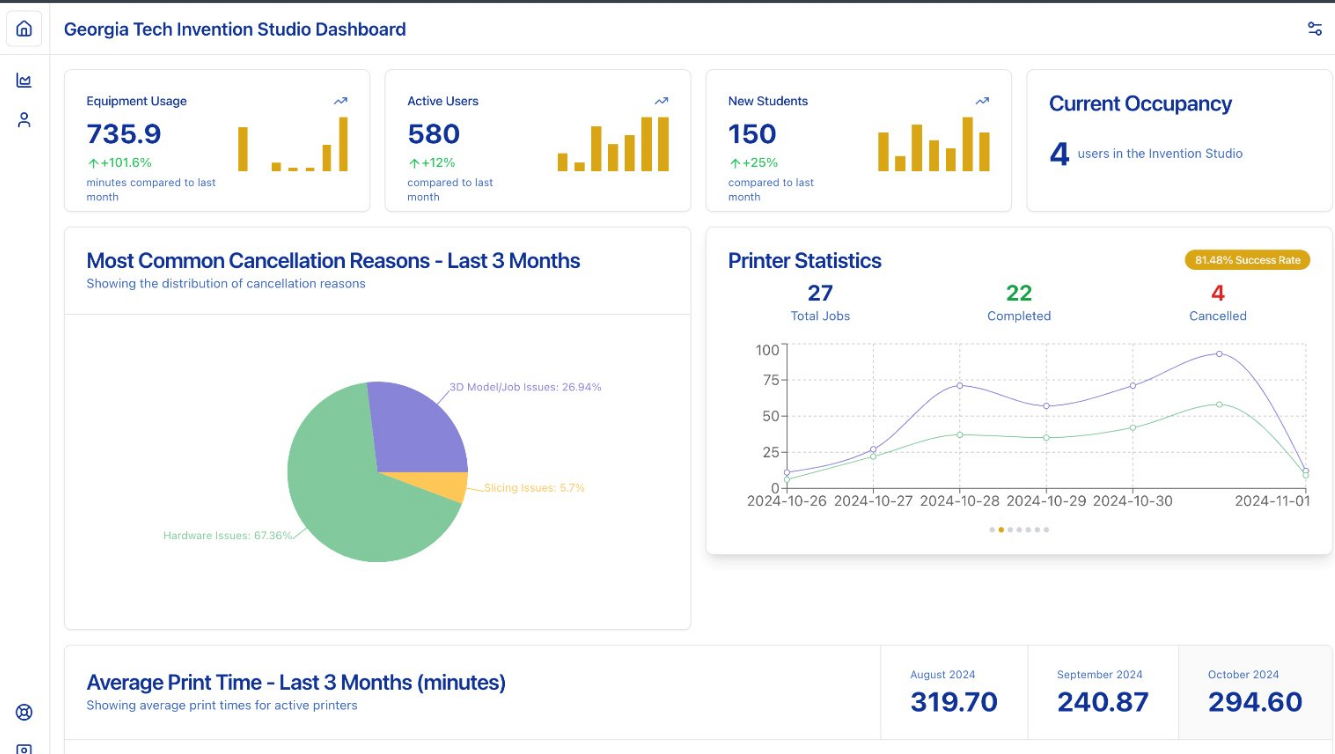 Georgia Tech Invention Studio Dashboard
Equipment Usage
735.9
+101.6%
minutes compared to last
month
Active Users
580
+12%
compared to last
month
New Students
150
+25%
compared to last
month
Current Occupancy
4 users in the Invention Studio
Most Common Cancellation Reasons - Last 3 Months
Showing the distribution of cancellation reasons
3D Model/Job Issues: 26.94%
Slicing Issues: 5.7%
Hardware Issues: 67.36%
Printer Statistics
81.48% Success Rate
27
Total Jobs
22
Completed
4
Cancelled
100
75
50
25
0
2024-10-26 2024-10-27 2024-10-28 2024-10-29 2024-10-30 2024-11-01
Average Print Time - Last 3 Months (minutes)
Showing average print times for active printers
August 2024
319.70
September 2024
240.87
October 2024
294.60